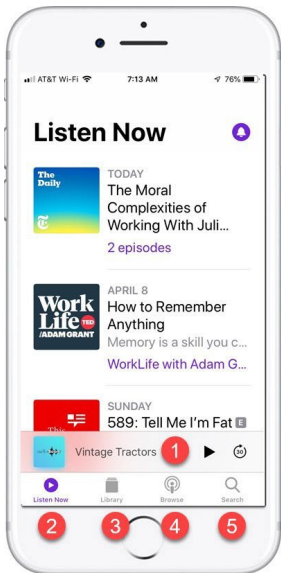 AT&T Wi-Fi
7:13 AM
76%
Listen Now
The
Daily
TODAY
The Moral
Complexities of
Working With Juli...
2 episodes
Work
Life TED
/ADAM GRANT
APRIL 8
How to Remember
Anything
Memory is a skill you c...
WorkLife with Adam G...
This
SUNDAY
589: Tell Me I'm Fat E
Vintage Tractors
1
30
Listen Now
Library
Browse
Search
2
3
4
5